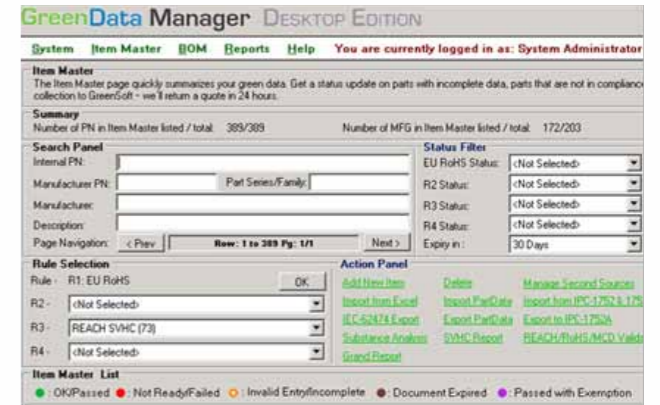 GreenData Manager DESKTOP EDITION
System Item Master BOM Reports Help You are currently logged in as: System Administrator
Item Master
The Item Master page quickly summarizes your green data. Get a status update on parts with incomplete data, parts that are not in compliance
collection to GreenSoft - we'll return a quote in 24 hours.
Summary
Number of PN in Item Master listed / total: 389/389 Number of MFG in Item Master listed / total: 172/203
Search Panel Status Filter
Internal PN: EU RoHS Status: <Not Selected>
Manufacturer PN: Part Series/Family: R2 Status: <Not Selected>
Manufacturer: R3 Status: <Not Selected>
Description: R4 Status: <Not Selected>
Page Navigation: < Prev Row: 1 to 389 Pg: 1/1 Next > Expiry in : 30 Days
Rule Selection Action Panel
Rule - R1: EU RoHS OK Add New Item Delete Manage Second Sources
R2 - <Not Selected> Import from Excel Import PartData Import from IPC-1752 & 175
R3 - REACH SVHC (73) IEC-62474 Export Export PartData Export to IPC-1752A
Substance Analysis SVHC Report REACH/RoHS/MCD Valida
R4 - <Not Selected> Grand Report
Item Master List
: OK/Passed : Not Ready/Failed : Invalid Entry/Incomplete : Document Expired : Passed with Exemption